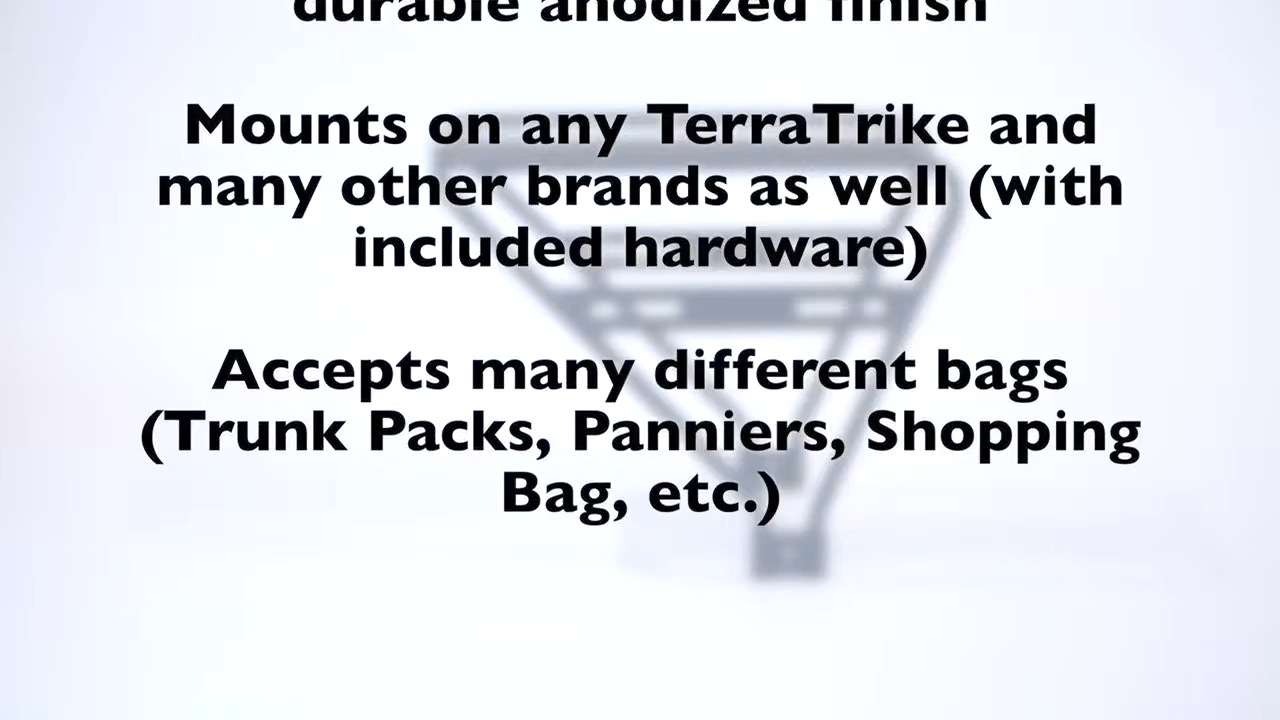 durable anodized finish
Mounts on any TerraTrike and
many other brands as well (with
included hardware)
Accepts many different bags
(Trunk Packs, Panniers, Shopping
Bag, etc.)